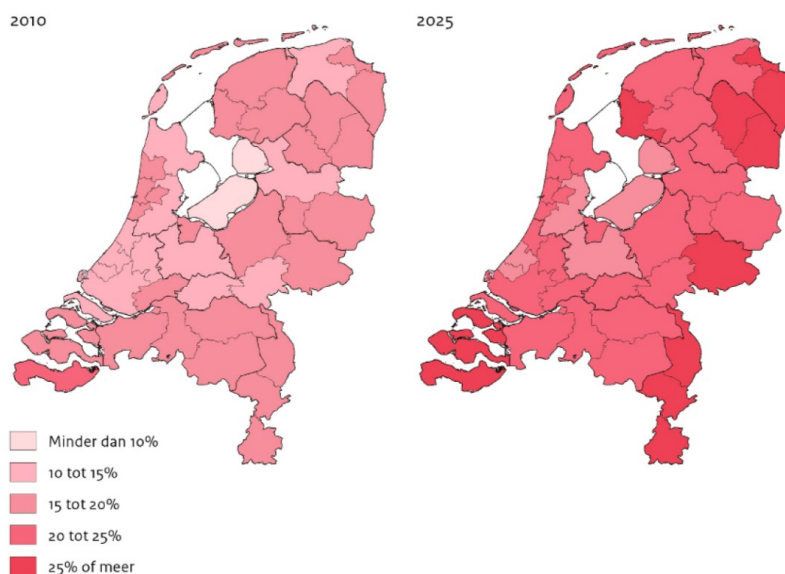 2010
2025
Minder dan 10%
10 tot 15%
15 tot 20%
20 tot 25%
25% of meer